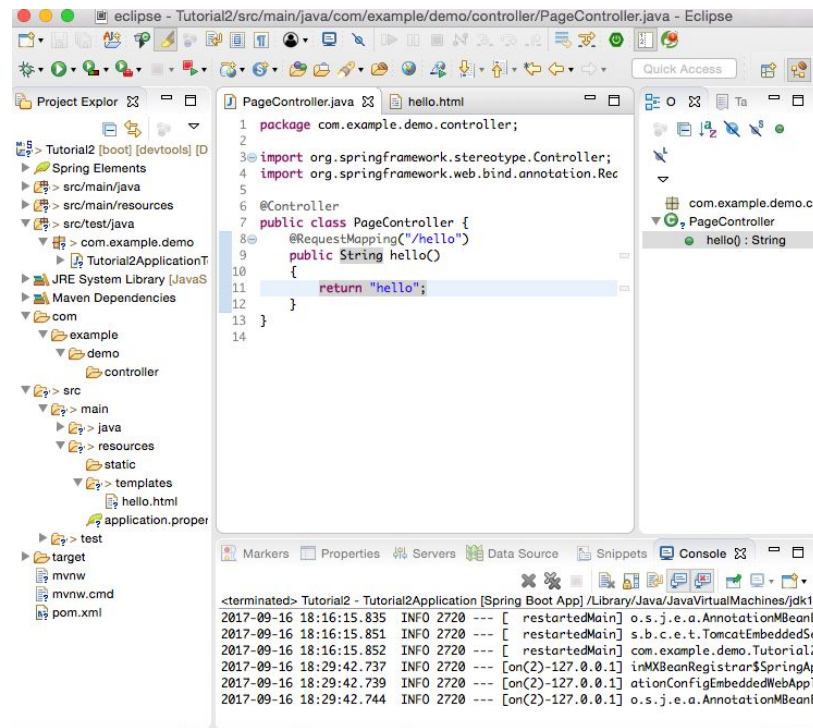 eclipse - Tutorial2/src/main/java/com/example/demo/controller/PageController.java - Eclipse
Quick Access
Project Explor
Tutorial2 [boot] [devtools] [D
Spring Elements
> src/main/java
> src/main/resources
> src/test/java
> com.example.demo
Tutorial2ApplicationT
JRE System Library [JavaS
Maven Dependencies
com
example
demo
controller
> src
> main
> java
> resources
static
> templates
hello.html
application.proper
> test
target
mvnw
mvnw.cmd
pom.xml
PageController.java
hello.html
1 package com.example.demo.controller;
2
3 import org.springframework.stereotype.Controller;
4 import org.springframework.web.bind.annotation.Rec
5
6 @Controller
7 public class PageController {
8 @RequestMapping("/hello")
9 public String hello()
10 {
11 return "hello";
12 }
13 }
14
O
Ta
com.example.demo.c
PageController
hello() : String
Markers
Properties
Servers
Data Source
Snippets
Console
<terminated> Tutorial2 - Tutorial2Application [Spring Boot App] /Library/Java/JavaVirtualMachines/jdk1
2017-09-16 18:16:15.835 INFO 2720 --- [ restartedMain] o.s.j.e.a.AnnotationMBeanE
2017-09-16 18:16:15.851 INFO 2720 --- [ restartedMain] s.b.c.e.t.TomcatEmbeddedSe
2017-09-16 18:16:15.852 INFO 2720 --- [ restartedMain] com.example.demo.Tutorial2
2017-09-16 18:29:42.737 INFO 2720 --- [on(2)-127.0.0.1] inMXBeanRegistrar$SpringAp
2017-09-16 18:29:42.739 INFO 2720 --- [on(2)-127.0.0.1] ationConfigEmbeddedWebAppl
2017-09-16 18:29:42.744 INFO 2720 --- [on(2)-127.0.0.1] o.s.j.e.a.AnnotationMBeanE